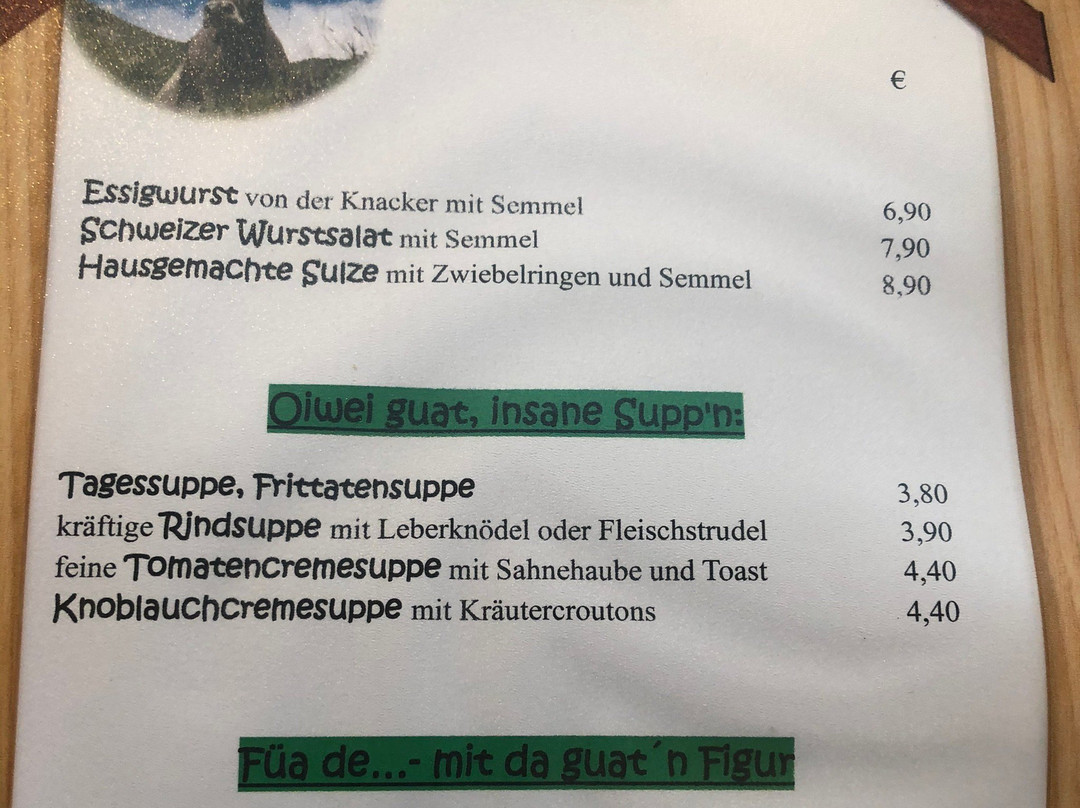 €
Essigwurst von der Knacker mit Semmel 6,90
Schweizer Wurstsalat mit Semmel 7,90
Hausgemachte Sulze mit Zwiebelringen und Semmel 8,90
Oiwei guat, insane Supp'n:
Tagessuppe, Frittatensuppe 3,80
kräftige Rindsuppe mit Leberknödel oder Fleischstrudel 3,90
feine Tomatencremesuppe mit Sahnehaube und Toast 4,40
Knoblauchcremesuppe mit Kräutercroutons 4,40
Füa de...- mit da guat´n Figur